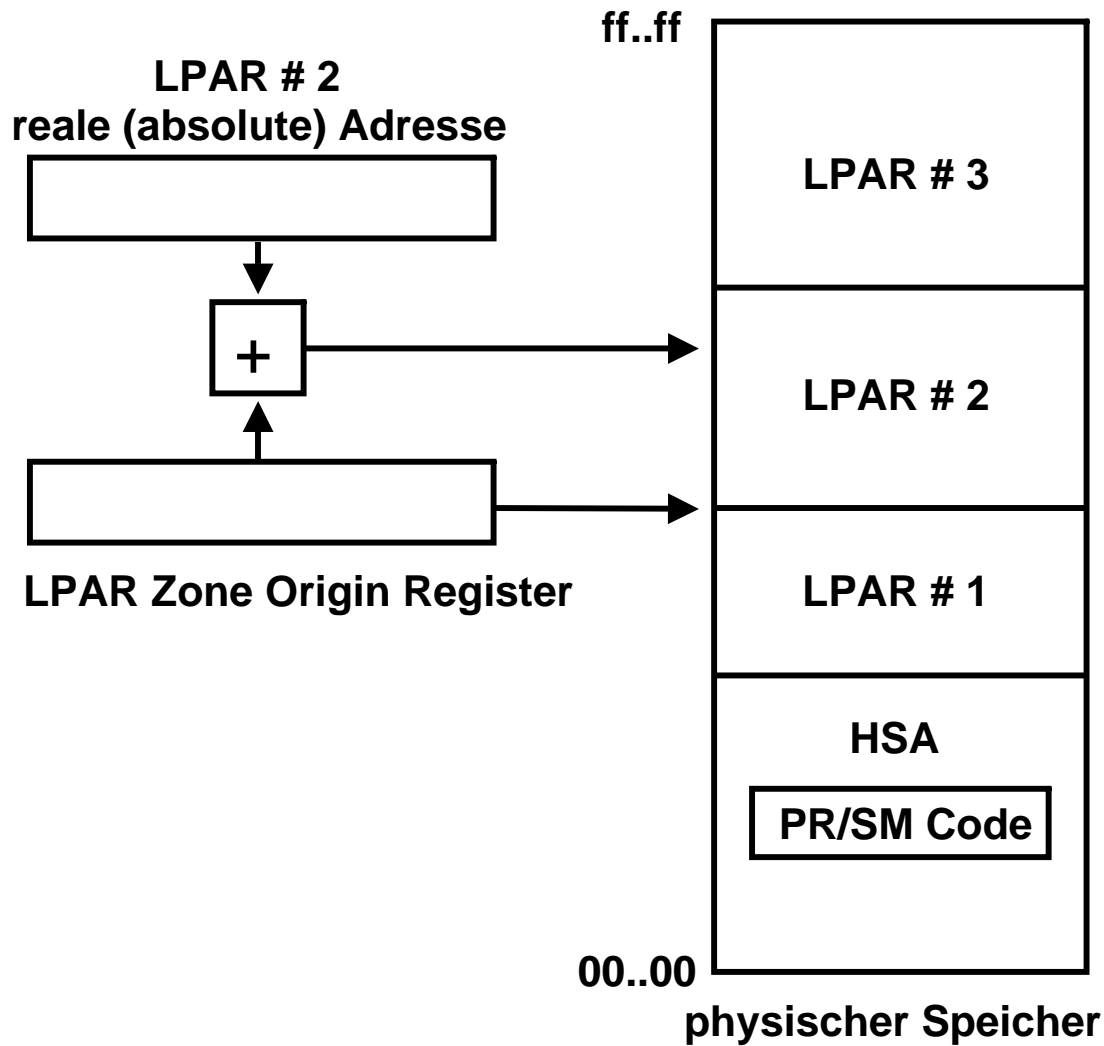 ff..ff
LPAR # 2
reale (absolute) Adresse
+
LPAR Zone Origin Register
LPAR # 3
LPAR # 2
LPAR # 1
HSA
PR/SM Code
00..00
physischer Speicher